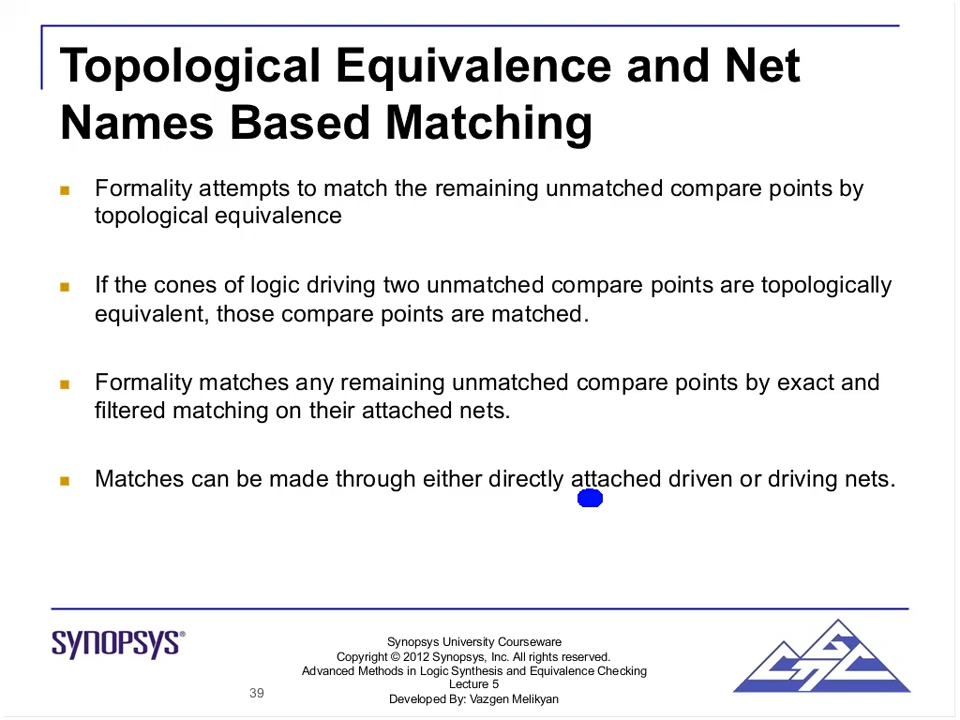 Topological Equivalence and Net
Names Based Matching
Formality attempts to match the remaining unmatched compare points by
topological equivalence
If the cones of logic driving two unmatched compare points are topologically
equivalent, those compare points are matched.
Formality matches any remaining unmatched compare points by exact and
filtered matching on their attached nets.
Matches can be made through either directly attached driven or driving nets.
SYNOPSYS®
Synopsys University Courseware
Copyright © 2012 Synopsys, Inc. All rights reserved.
Advanced Methods in Logic Synthesis and Equivalence Checking
Lecture 5
Developed By: Vazgen Melikyan
39